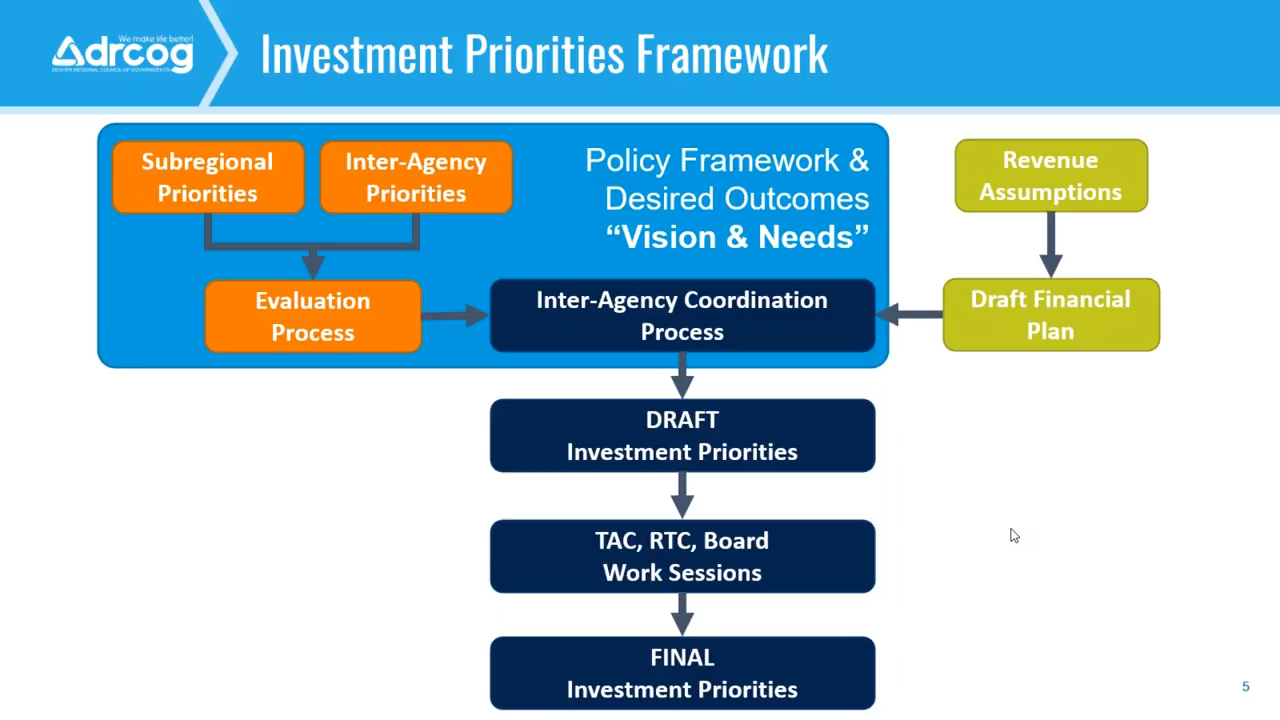 We make life better!
drcog
DENVER REGIONAL COUNCIL OF GOVERNMENTS
Investment Priorities Framework
Subregional
Priorities
Inter-Agency
Priorities
Policy Framework &
Desired Outcomes
“Vision & Needs”
Revenue
Assumptions
Evaluation
Process
Inter-Agency Coordination
Process
Draft Financial
Plan
DRAFT
Investment Priorities
TAC, RTC, Board
Work Sessions
FINAL
Investment Priorities
5